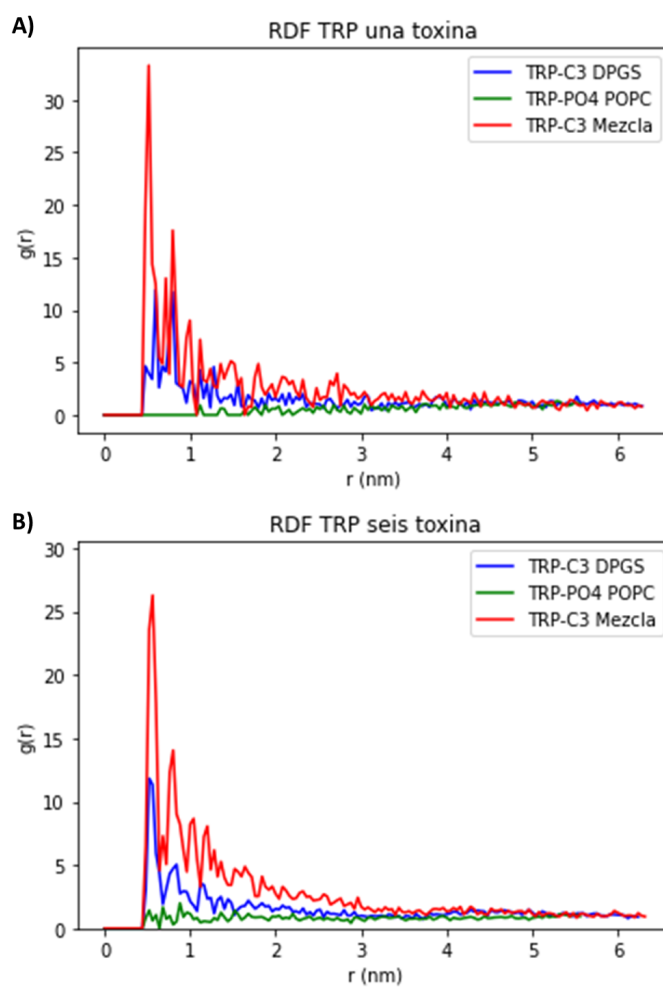 A)
RDF TRP una toxina
TRP-C3 DPGS
TRP-PO4 POPC
TRP-C3 Mezcla
30
25
20
15
10
5
0
g(r)
0 1 2 3 4 5 6
r (nm)
B)
RDF TRP seis toxina
TRP-C3 DPGS
TRP-PO4 POPC
TRP-C3 Mezcla
30
25
20
15
10
5
0
g(r)
0 1 2 3 4 5 6
r (nm)